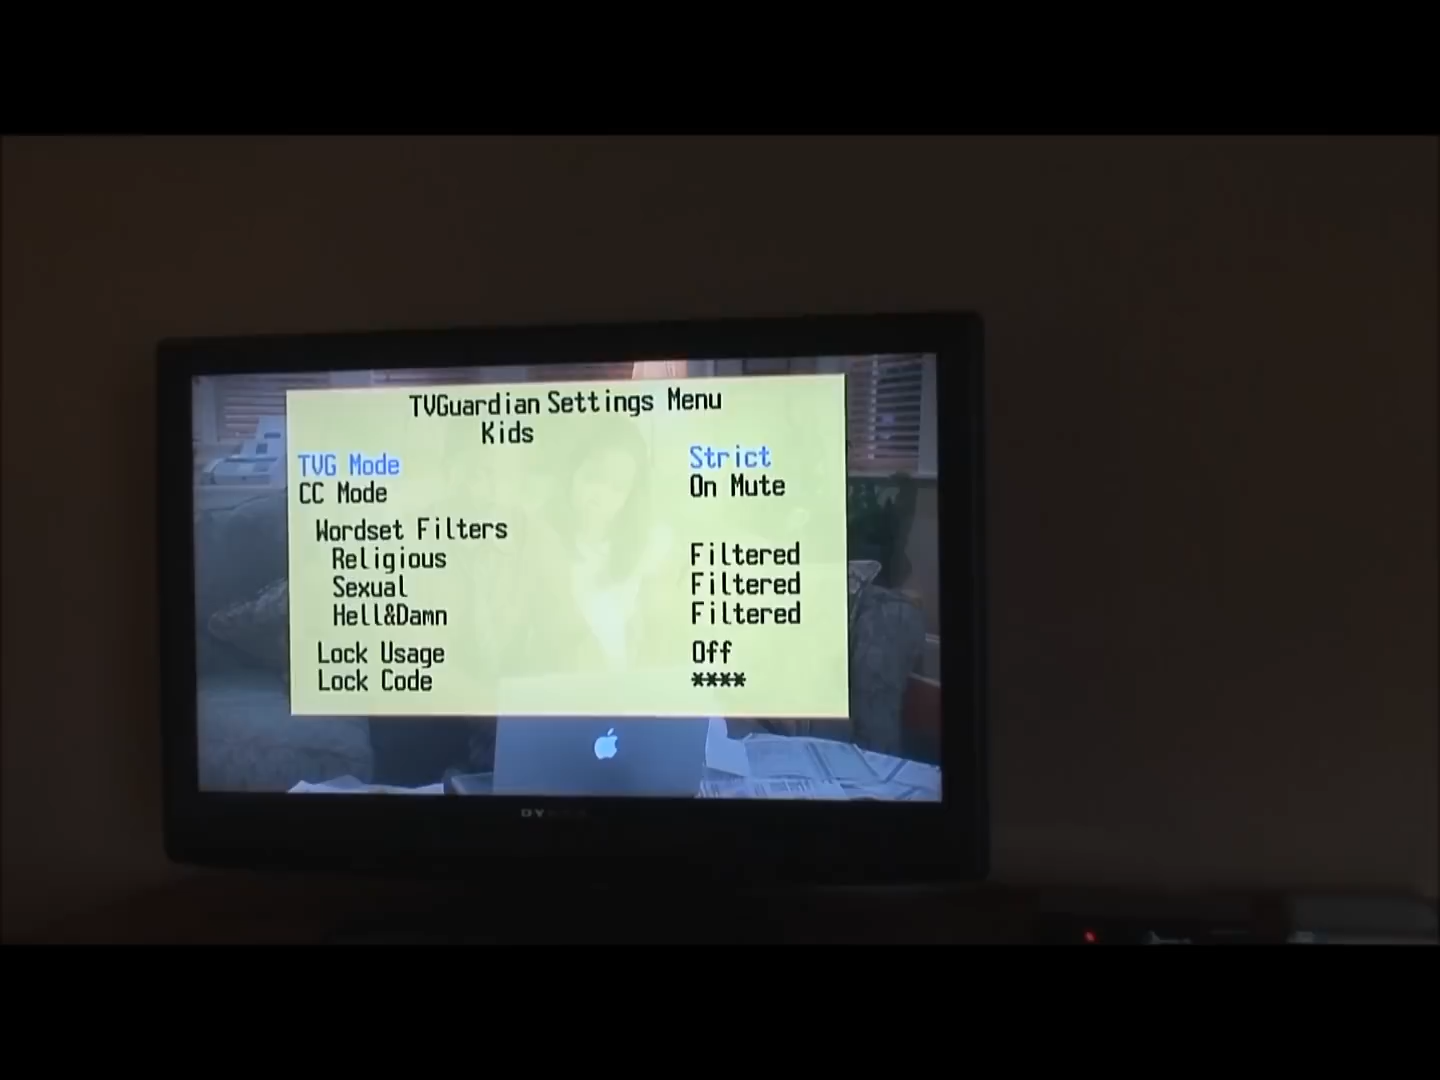 TVGuardian Settings Menu
Kids
TVG Mode Strict
CC Mode On Mute
Wordset Filters
Religious Filtered
Sexual Filtered
Hell&Damn Filtered
Lock Usage Off
Lock Code ****